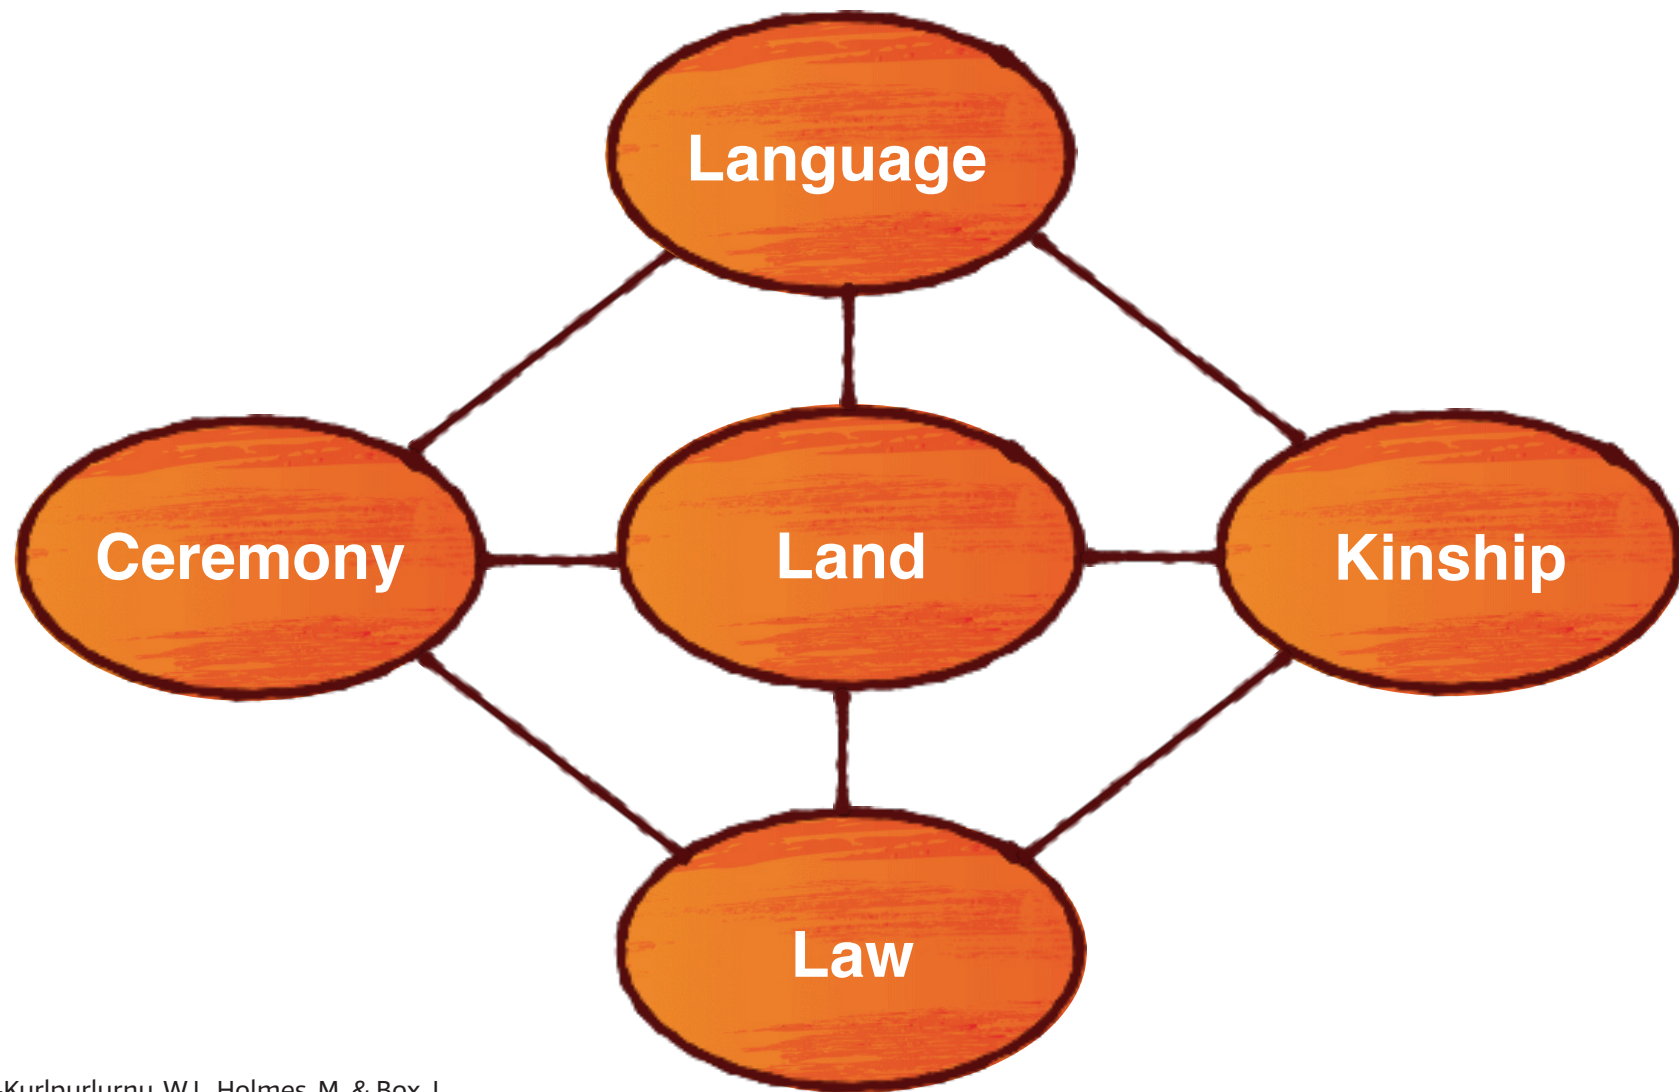 Language
Ceremony
Land
Kinship
Law
Kurlpurlurnu, W.J., Holmes, M. & Box, L.